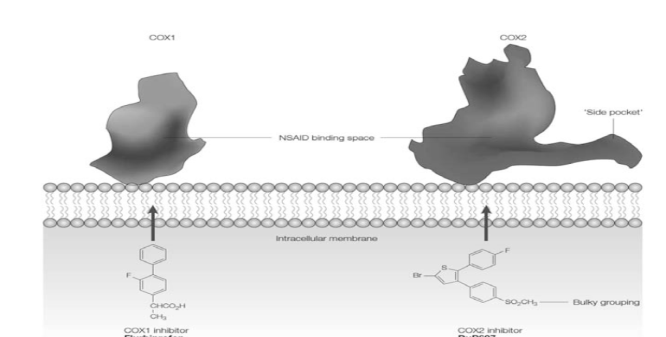 COX1
COX2
'Side pocket'
NSAID binding space
Intracellular membrane
F
CHCO₂H
CH₃
F
S
Br
SO₂CH₃
Bulky grouping
COX1 inhibitor
COX2 inhibitor